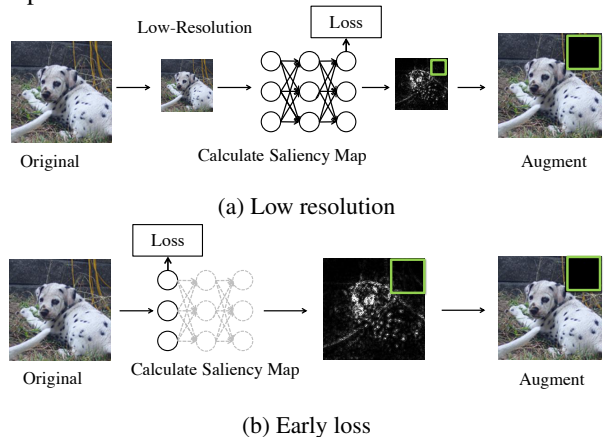 Low-Resolution
Loss
Original
Calculate Saliency Map
Augment
(a) Low resolution
Loss
Original
Calculate Saliency Map
Augment
(b) Early loss